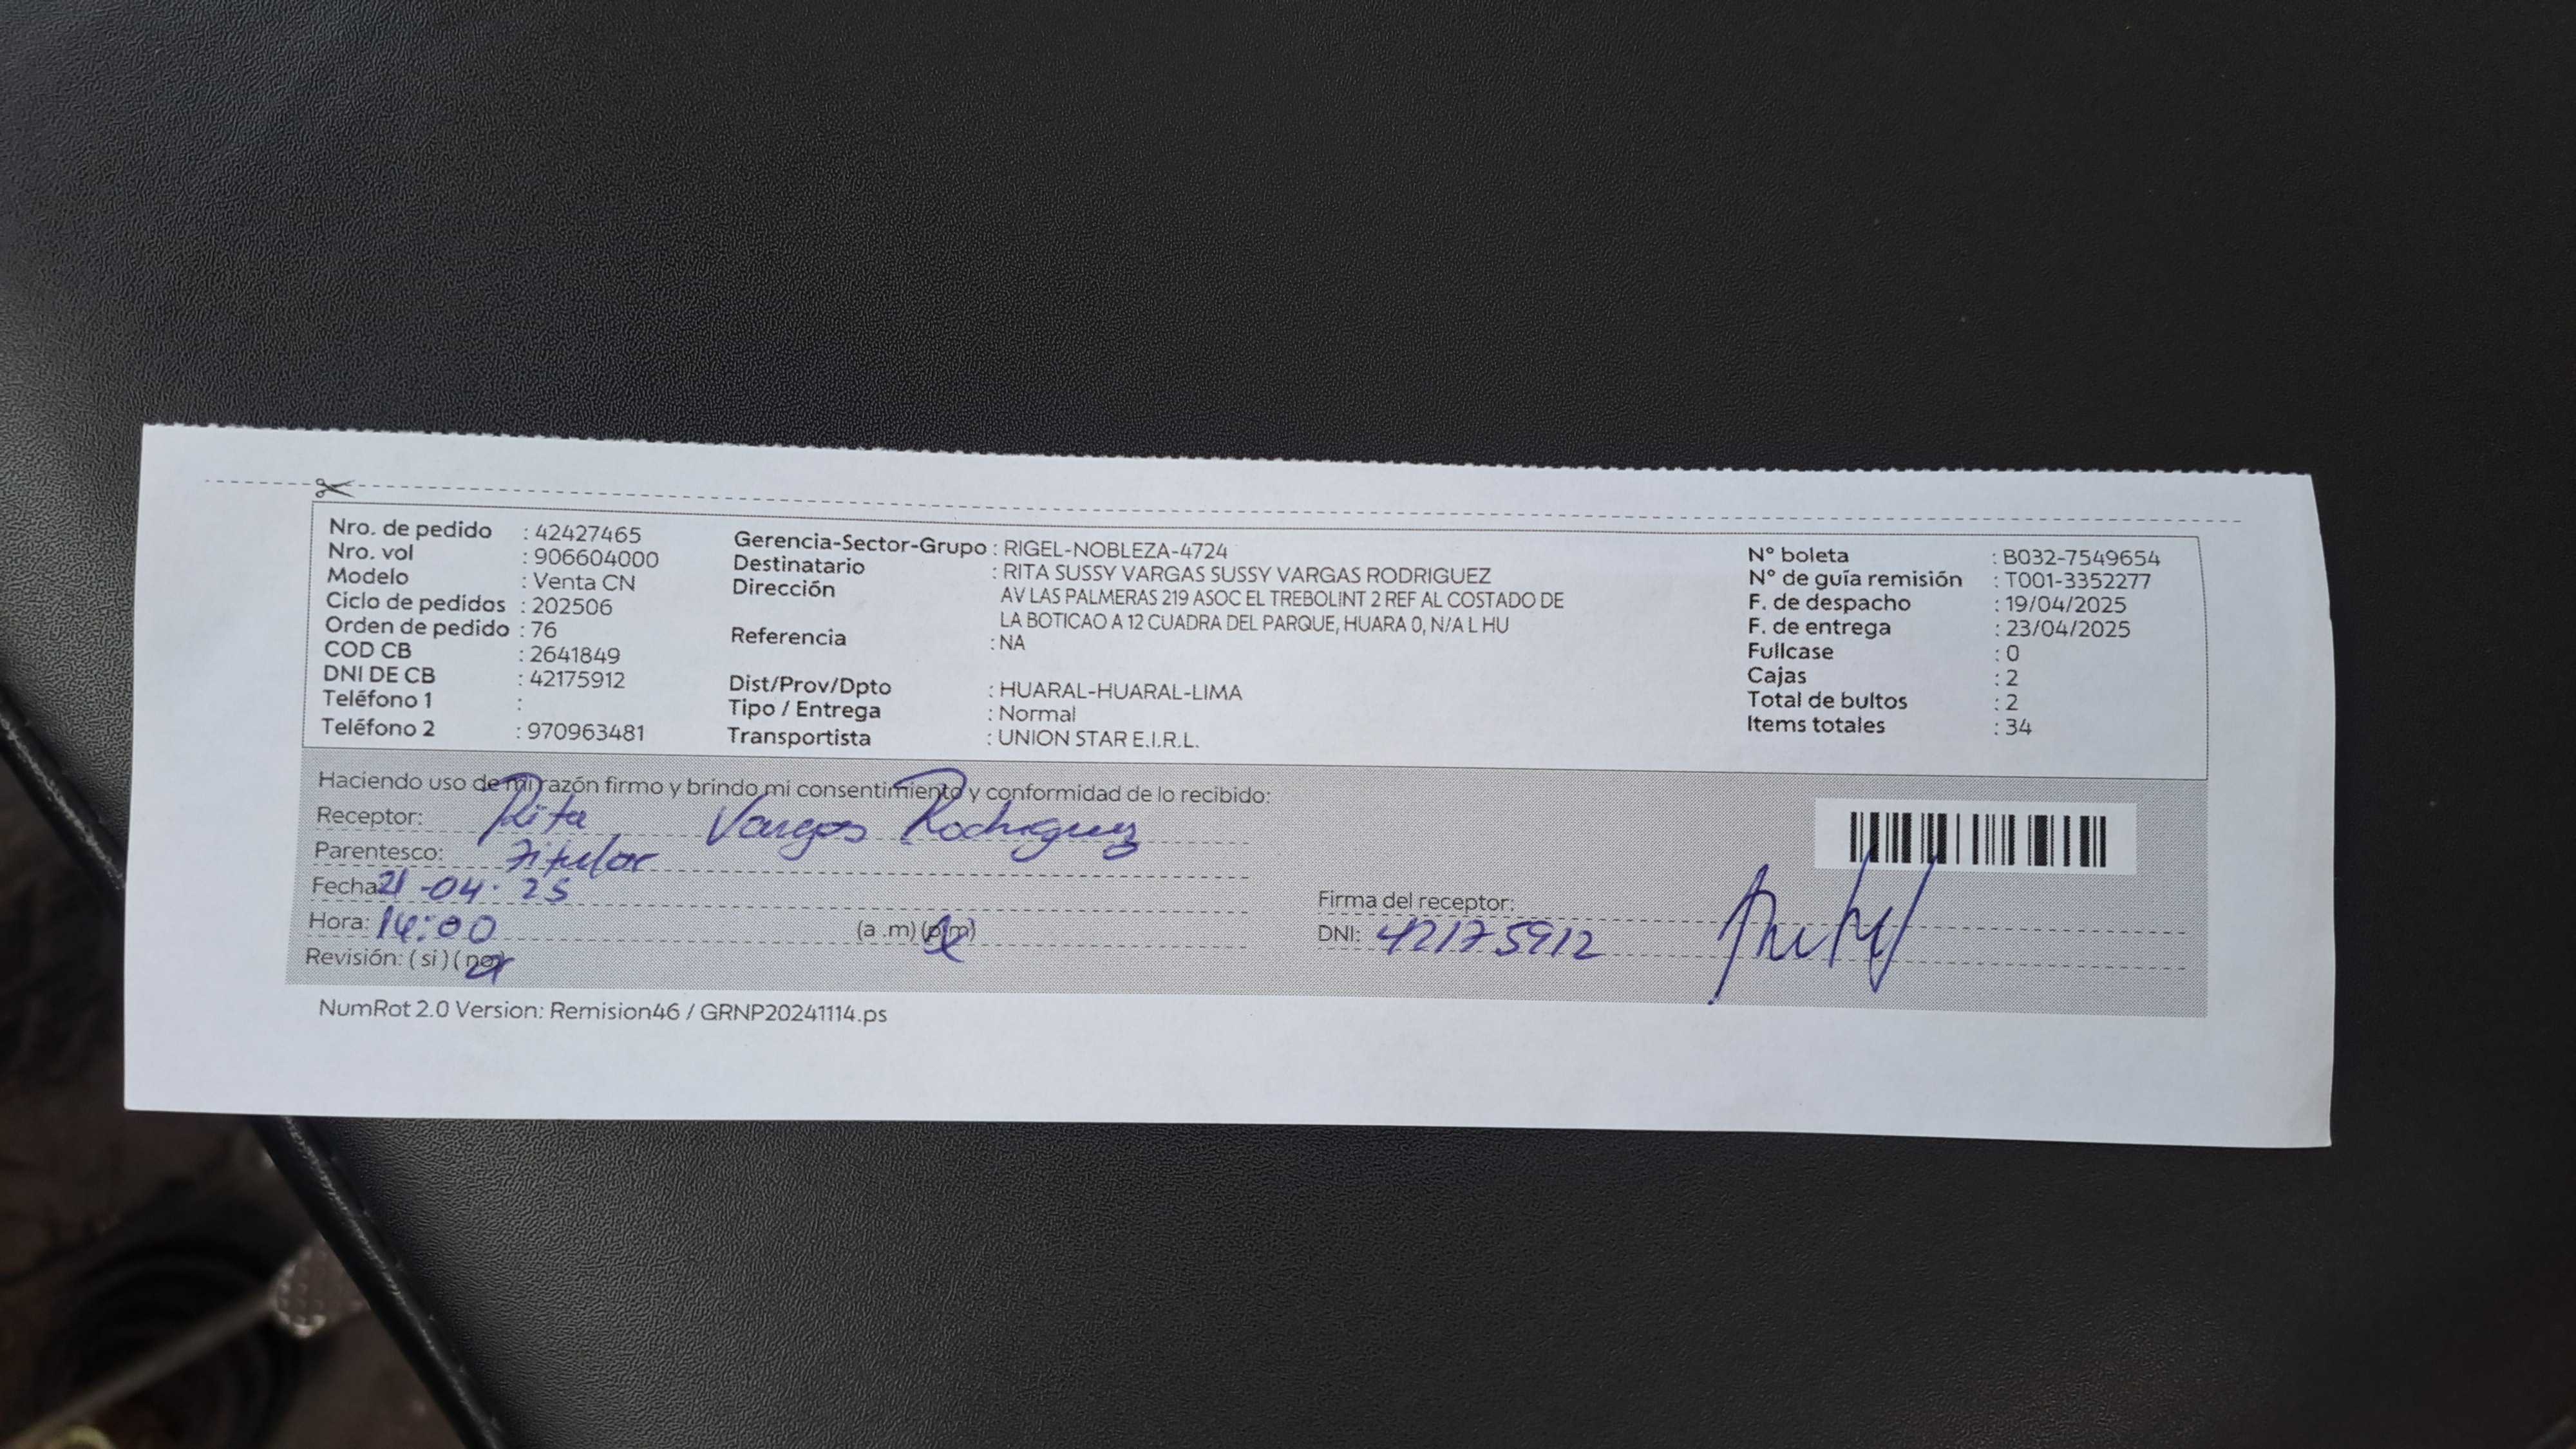 Nro. de pedido : 42427465
Nro. vol : 906604000
Modelo : Venta CN
Ciclo de pedidos : 202506
Orden de pedido : 76
COD CB : 2641849
DNI DE CB : 42175912
Teléfono 1 :
Teléfono 2 : 970963481
Gerencia-Sector-Grupo : RIGEL-NOBLEZA-4724
Destinatario : RITA SUSSY VARGAS SUSSY VARGAS RODRIGUEZ
Dirección AV LAS PALMERAS 219 ASOC EL TREBOLINT 2 REF AL COSTADO DE
LA BOTICAO A 12 CUADRA DEL PARQUE, HUARA 0, N/A L HU
Referencia : NA
Dist/Prov/Dpto : HUARAL-HUARAL-LIMA
Tipo / Entrega : Normal
Transportista : UNION STAR E.I.R.L.
N° boleta : B032-7549654
N° de guía remisión : T001-3352277
F. de despacho : 19/04/2025
F. de entrega : 23/04/2025
Fullcase : 0
Cajas : 2
Total de bultos : 2
Items totales : 34
Haciendo uso de mi razón firmo y brindo mi consentimiento y conformidad de lo recibido:
Receptor: Rita Vargas Rodriguez
Parentesco: Titular
Fecha: 21-04-25
Hora: 14:00 (a .m) (p.m)
Revisión: ( si ) ( no )
Firma del receptor:
DNI: 42175912
NumRot 2.0 Version: Remision46 / GRNP20241114.ps